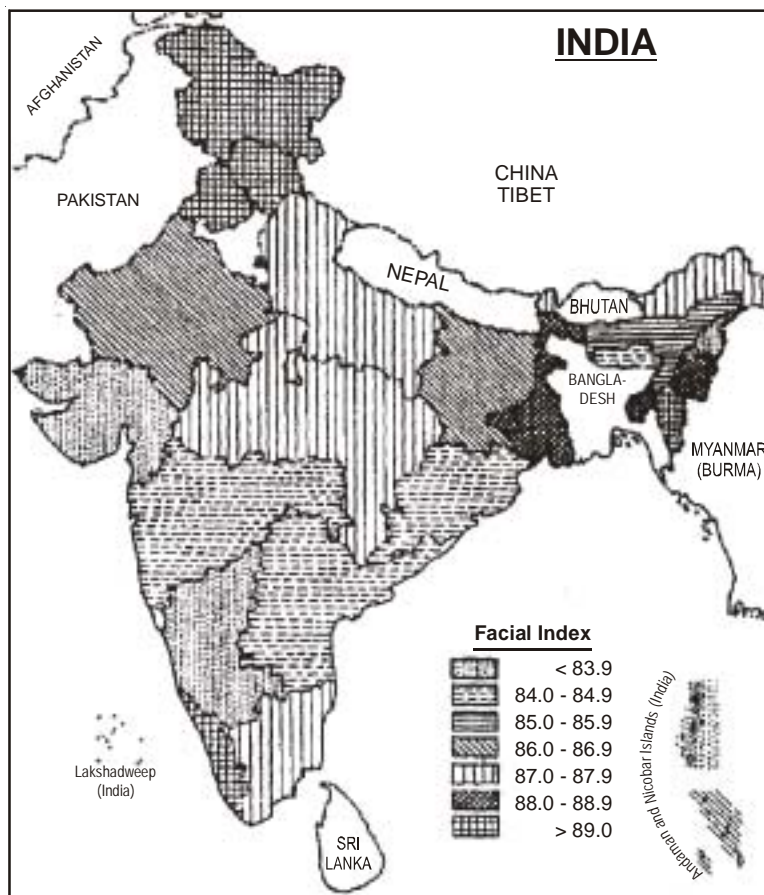 INDIA
AFGHANISTAN
CHINA
TIBET
PAKISTAN
NEPAL
BHUTAN
BANGLA-
DESH
MYANMAR
(BURMA)
Facial Index
< 83.9
84.0 - 84.9
85.0 - 85.9
86.0 - 86.9
87.0 - 87.9
88.0 - 88.9
> 89.0
Andaman and Nicobar Islands (India)
Lakshadweep
(India)
SRI
LANKA